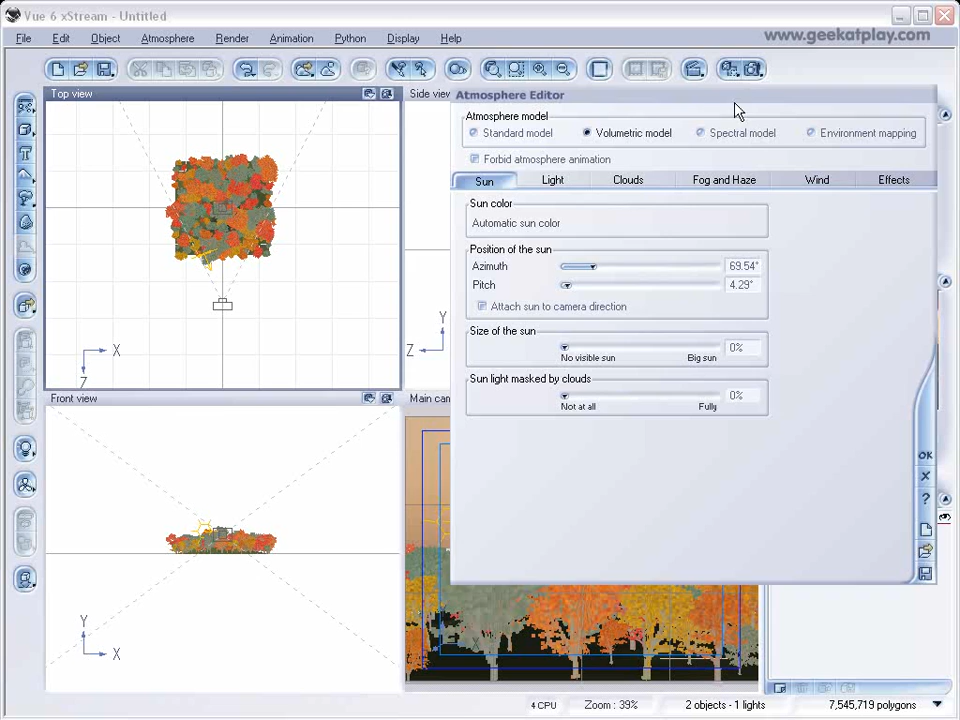 Vue 6 xStream - Untitled
File Edit Object Atmosphere Render Animation Python Display Help
www.geekatplay.com
Top view
Side view
Atmosphere Editor
Atmosphere model
Standard model Volumetric model Spectral model Environment mapping
Forbid atmosphere animation
Sun Light Clouds Fog and Haze Wind Effects
Sun color
Automatic sun color
Position of the sun
Azimuth 69.54°
Pitch 4.29°
Attach sun to camera direction
Size of the sun
0%
No visible sun Big sun
Sun light masked by clouds
0%
Not at all Fully
OK
X
Z
Y
Z
Front view
Main cam
Y
X
4 CPU Zoom : 39% 2 objects - 1 lights 7,545,719 polygons